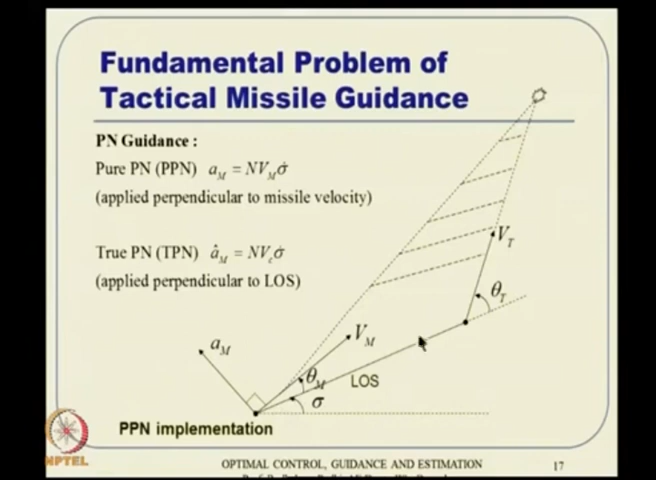 Fundamental Problem of
Tactical Missile Guidance
PN Guidance :
Pure PN (PPN) a_M = NV_M σ̇
(applied perpendicular to missile velocity)
True PN (TPN) â_M = NV_c σ̇
(applied perpendicular to LOS)
V_T
θ_T
a_M
V_M
θ_M
LOS
σ
PPN implementation
NPTEL
OPTIMAL CONTROL, GUIDANCE AND ESTIMATION
17